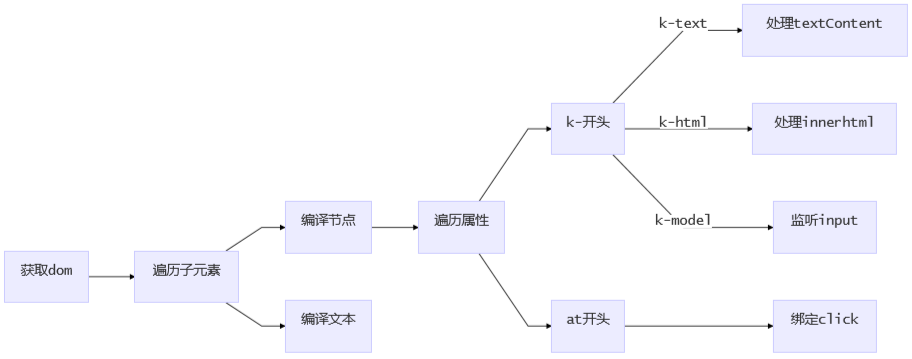 获取dom
遍历子元素
编译节点
编译文本
遍历属性
k-开头
at开头
k-text
处理textContent
k-html
处理innerhtml
k-model
监听input
绑定click